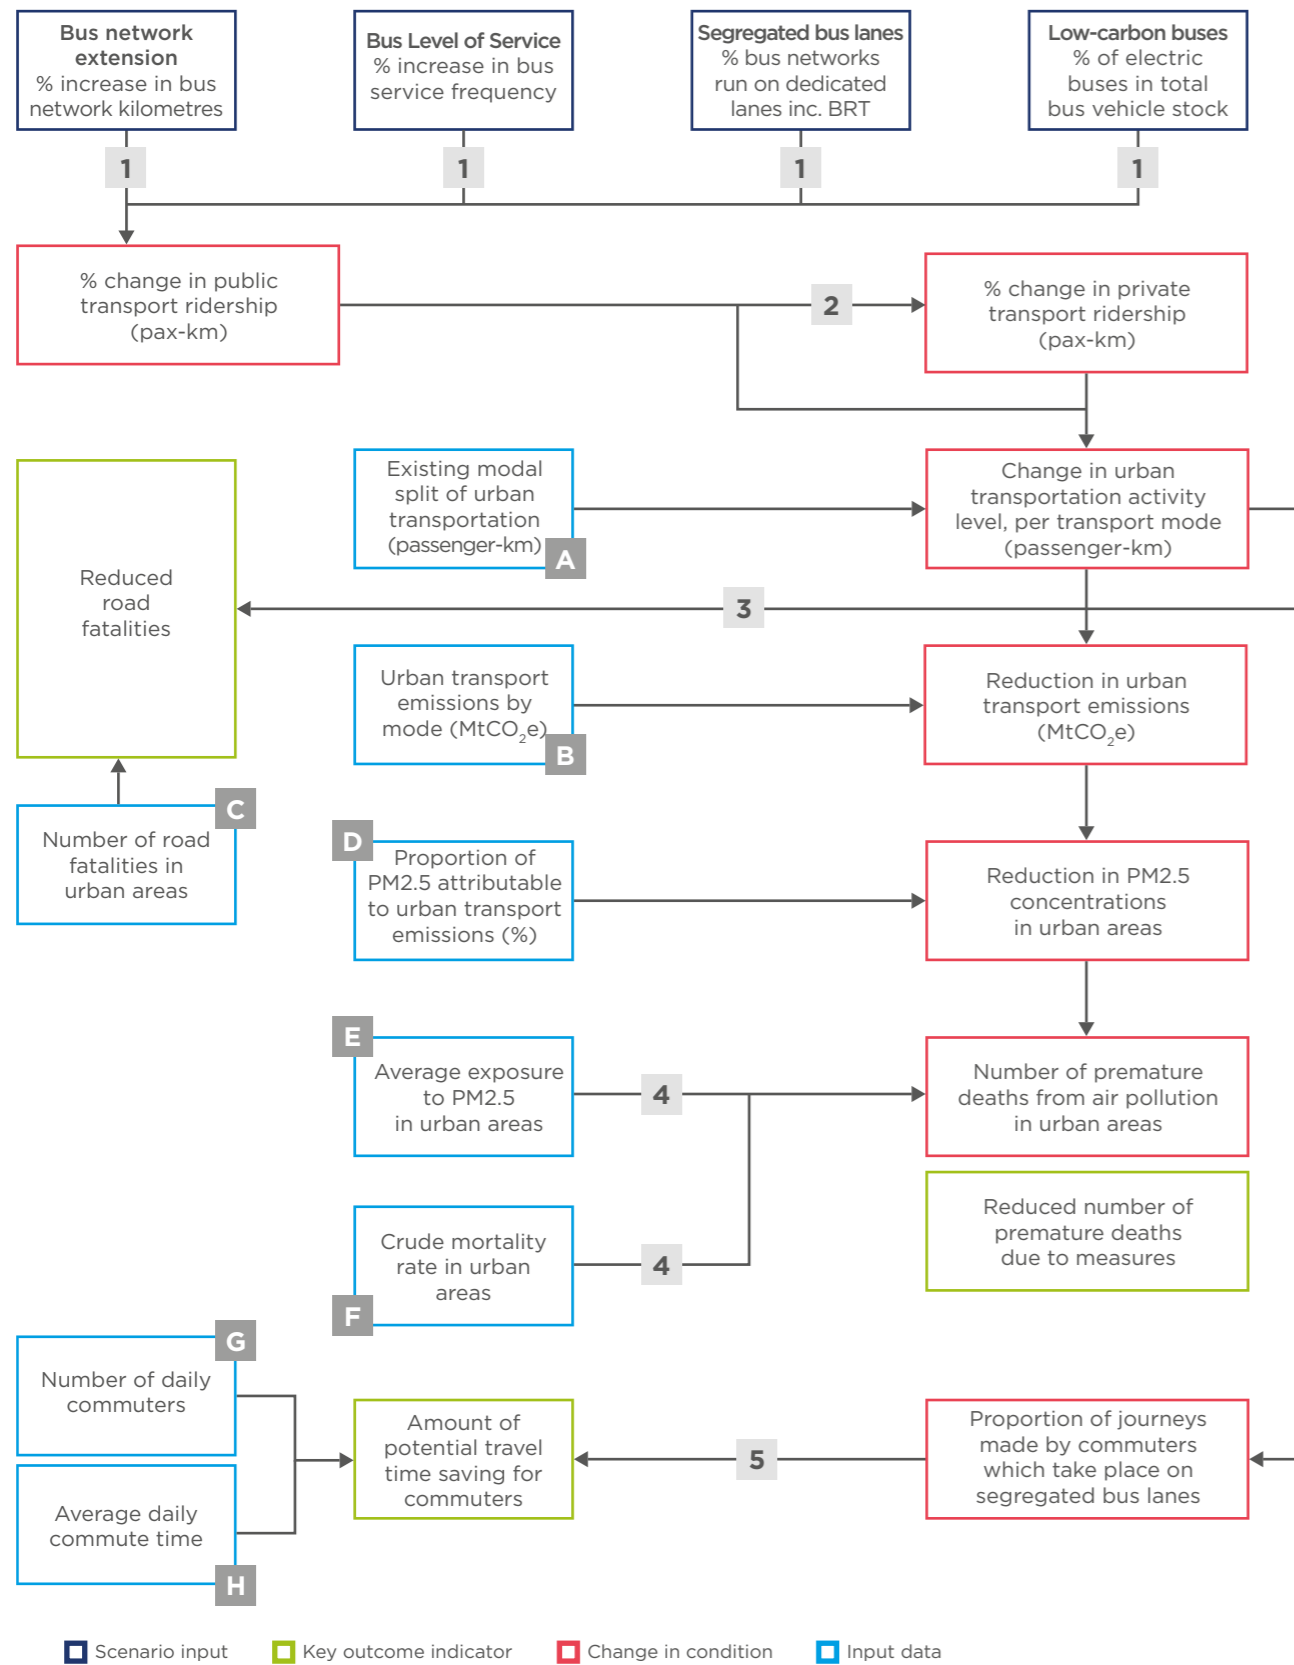 Bus network
extension
% increase in bus
network kilometres
Bus Level of Service
% increase in bus
service frequency
Segregated bus lanes
% bus networks
run on dedicated
lanes inc. BRT
Low-carbon buses
% of electric
buses in total
bus vehicle stock
1
1
1
1
% change in public
transport ridership
(pax-km)
2
% change in private
transport ridership
(pax-km)
Existing modal
split of urban
transportation
(passenger-km)
A
Change in urban
transportation activity
level, per transport mode
(passenger-km)
Reduced
road
fatalities
3
Urban transport
emissions by
mode (MtCO₂e)
B
Reduction in urban
transport emissions
(MtCO₂e)
C
Number of road
fatalities in
urban areas
D
Proportion of
PM2.5 attributable
to urban transport
emissions (%)
Reduction in PM2.5
concentrations
in urban areas
E
Average exposure
to PM2.5
in urban areas
4
Number of premature
deaths from air pollution
in urban areas
Crude mortality
rate in urban
areas
F
4
Reduced number of
premature deaths
due to measures
G
Number of daily
commuters
Average daily
commute time
H
Amount of
potential travel
time saving for
commuters
5
Proportion of journeys
made by commuters
which take place on
segregated bus lanes
Scenario input
Key outcome indicator
Change in condition
Input data